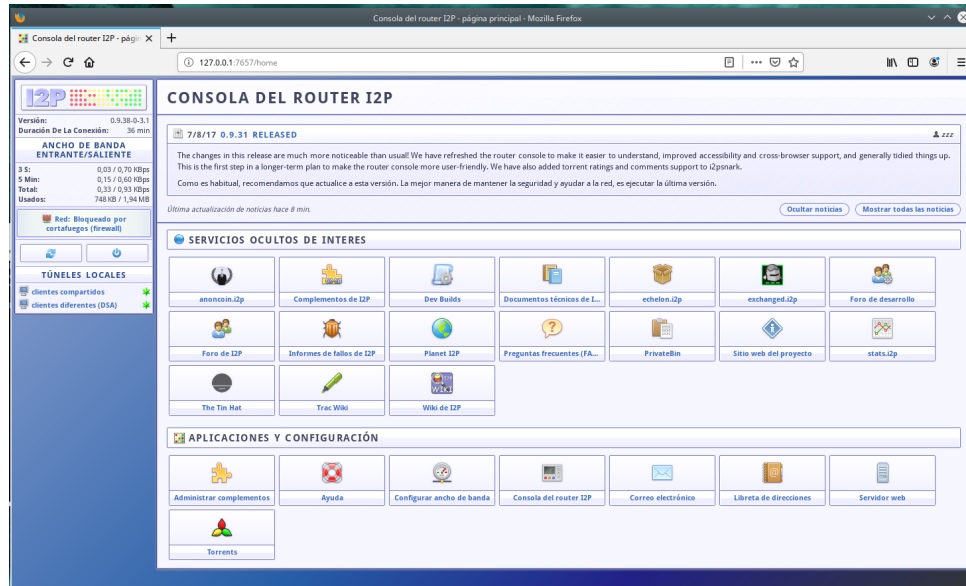 Consola del router I2P - página principal - Mozilla Firefox
Consola del router I2P - pági
127.0.0.1:7657/home
I2P
CONSOLA DEL ROUTER I2P
Versión: 0.9.38-0-3.1
Duración De La Conexión: 36 min
ANCHO DE BANDA
ENTRANTE/SALIENTE
3 S: 0,03 / 0,70 KBps
5 Min: 0,15 / 0,60 KBps
Total: 0,33 / 0,93 KBps
Usados: 748 KB / 1,94 MB
Red: Bloqueado por
cortafuegos (firewall)
TÚNELES LOCALES
clientes compartidos
clientes diferentes (DSA)
7/8/17 0.9.31 RELEASED
zzz
The changes in this release are much more noticeable than usual! We have refreshed the router console to make it easier to understand, improved accessibility and cross-browser support, and generally tidied things up.
This is the first step in a longer-term plan to make the router console more user-friendly. We have also added torrent ratings and comments support to i2psnark.
Como es habitual, recomendamos que actualice a esta versión. La mejor manera de mantener la seguridad y ayudar a la red, es ejecutar la última versión.
Última actualización de noticias hace 8 min.
Ocultar noticias
Mostrar todas las noticias
SERVICIOS OCULTOS DE INTERES
anoncoin.i2p
Complementos de I2P
Dev Builds
Documentos técnicos de I...
echelon.i2p
exchanged.i2p
Foro de desarrollo
Foro de I2P
Informes de fallos de I2P
Planet I2P
Preguntas frecuentes (FA...
PrivateBin
Sitio web del proyecto
stats.i2p
The Tin Hat
Trac Wiki
WIKI
Wiki de I2P
APLICACIONES Y CONFIGURACIÓN
Administrar complementos
Ayuda
Configurar ancho de banda
Consola del router I2P
Correo electrónico
Libreta de direcciones
Servidor web
Torrents